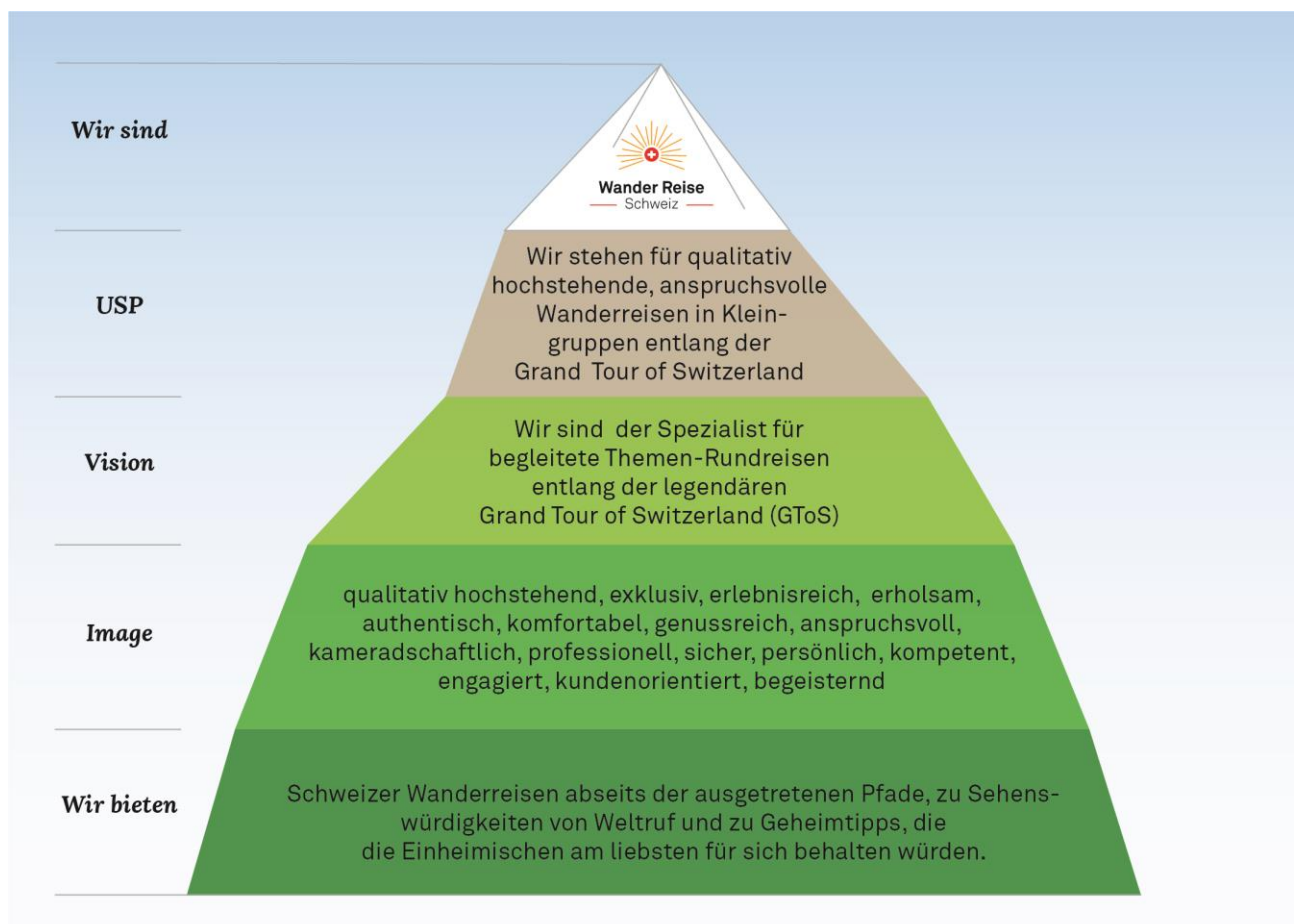 Wir sind
Wander Reise
Schweiz
USP
Wir stehen für qualitativ
hochstehende, anspruchsvolle
Wanderreisen in Klein-
gruppen entlang der
Grand Tour of Switzerland
Vision
Wir sind der Spezialist für
begleitete Themen-Rundreisen
entlang der legendären
Grand Tour of Switzerland (GToS)
Image
qualitativ hochstehend, exklusiv, erlebnisreich, erholsam,
authentisch, komfortabel, genussreich, anspruchsvoll,
kameradschaftlich, professionell, sicher, persönlich, kompetent,
engagiert, kundenorientiert, begeisternd
Wir bieten
Schweizer Wanderreisen abseits der ausgetretenen Pfade, zu Sehens-
würdigkeiten von Weltruf und zu Geheimtipps, die
die Einheimischen am liebsten für sich behalten würden.